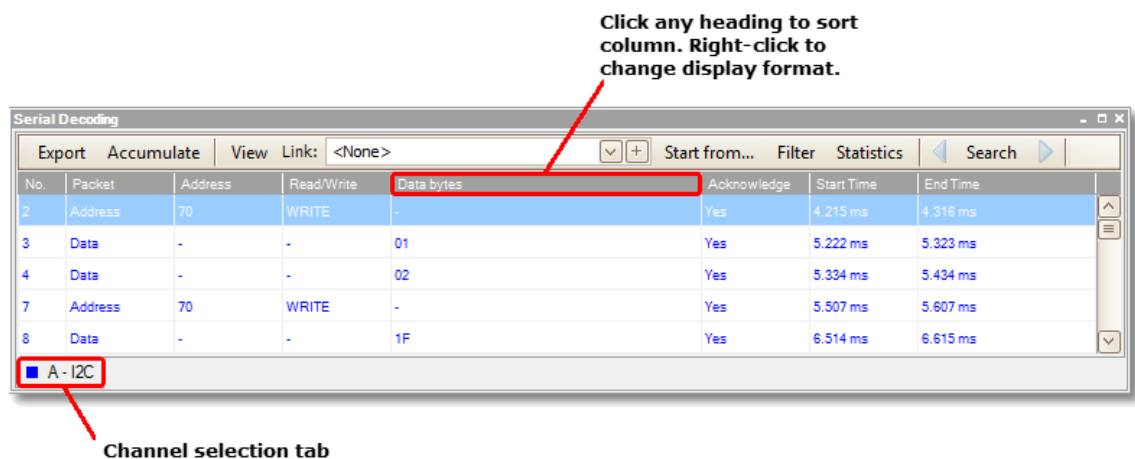 Click any heading to sort
column. Right-click to
change display format.
Serial Decoding
Export Accumulate View Link: <None> Start from... Filter Statistics Search
No. Packet Address Read/Write Data bytes Acknowledge Start Time End Time
2 Address 70 WRITE - Yes 4.215 ms 4.316 ms
3 Data - - 01 Yes 5.222 ms 5.323 ms
4 Data - - 02 Yes 5.334 ms 5.434 ms
7 Address 70 WRITE - Yes 5.507 ms 5.607 ms
8 Data - - 1F Yes 6.514 ms 6.615 ms
A - I2C
Channel selection tab